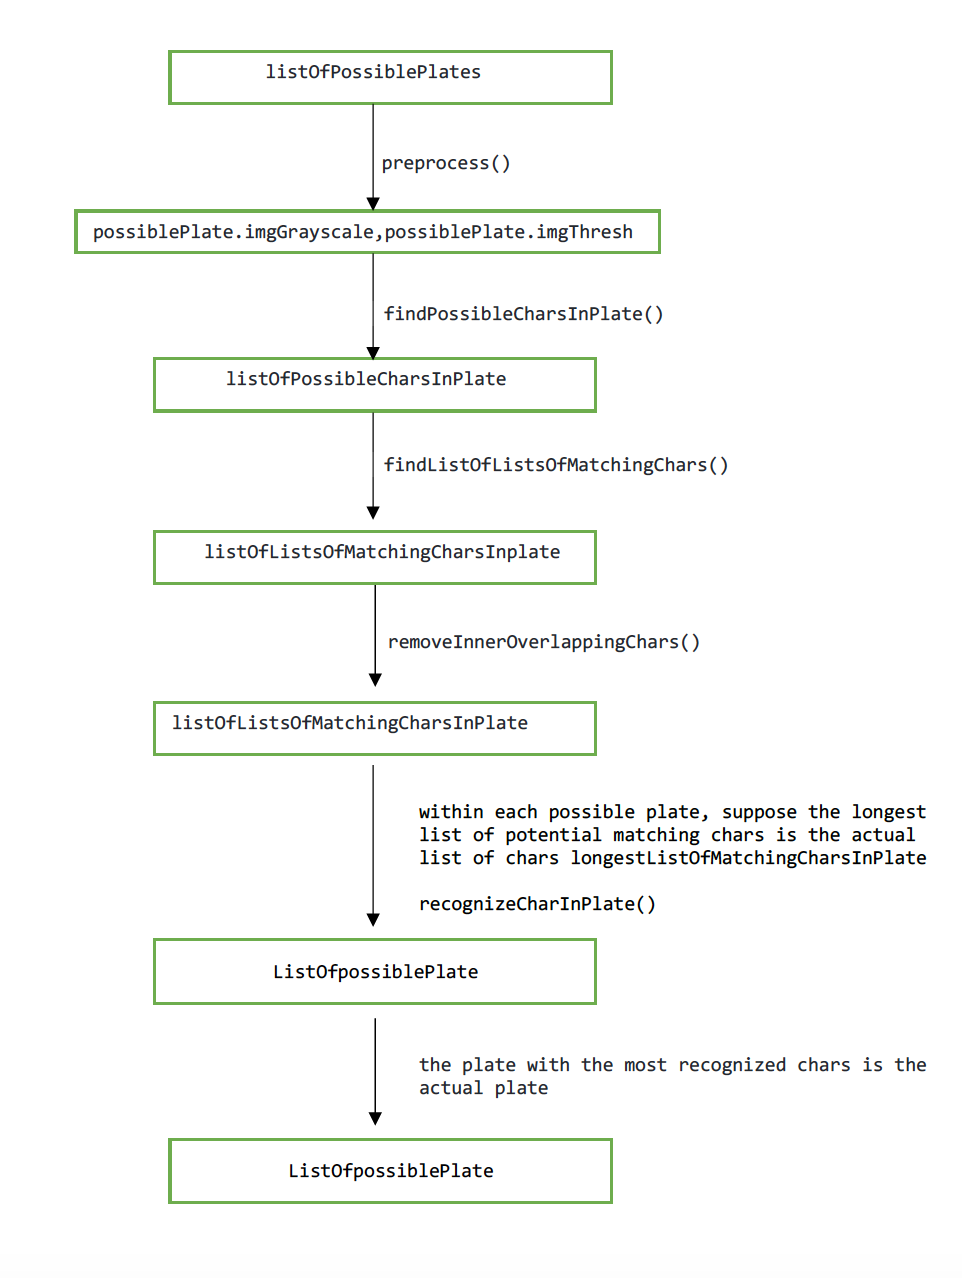 listOfPossiblePlates
preprocess()
possiblePlate.imgGrayscale,possiblePlate.imgThresh
findPossibleCharsInPlate()
listOfPossibleCharsInPlate
findListOfListsOfMatchingChars()
listOfListsOfMatchingCharsInplate
removeInnerOverlappingChars()
listOfListsOfMatchingCharsInPlate
within each possible plate, suppose the longest
list of potential matching chars is the actual
list of chars longestListOfMatchingCharsInPlate
recognizeCharInPlate()
ListOfpossiblePlate
the plate with the most recognized chars is the
actual plate
ListOfpossiblePlate